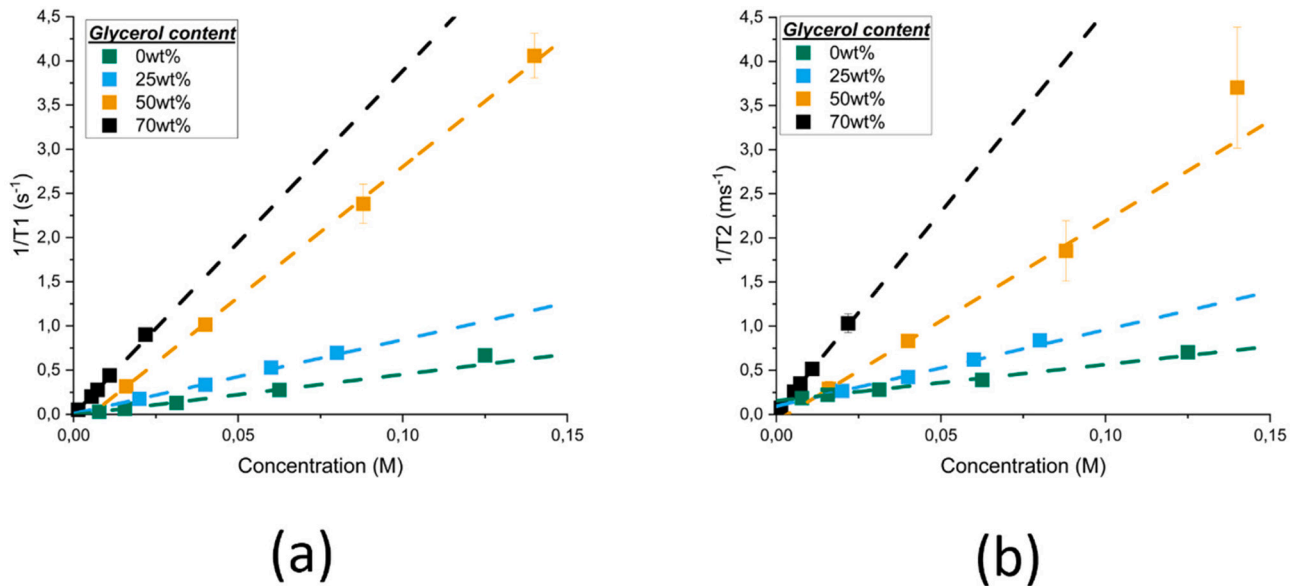 4,5
4,0
3,5
3,0
2,5
2,0
1,5
1,0
0,5
0,0
1/T1 (s⁻¹)
Glycerol content
0wt%
25wt%
50wt%
70wt%
0,00 0,05 0,10 0,15
Concentration (M)
(a)
4,5
4,0
3,5
3,0
2,5
2,0
1,5
1,0
0,5
0,0
1/T2 (ms⁻¹)
Glycerol content
0wt%
25wt%
50wt%
70wt%
0,00 0,05 0,10 0,15
Concentration (M)
(b)